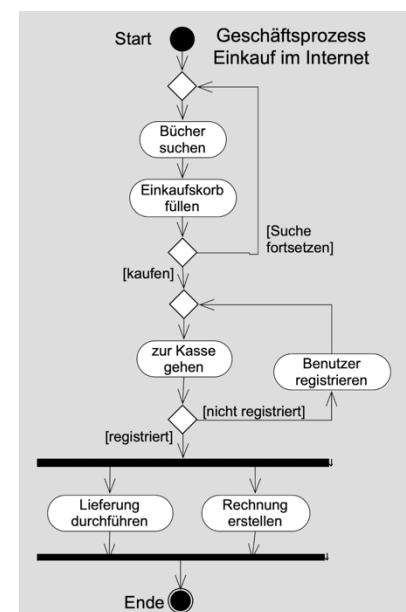 Start
Geschäftsprozess
Einkauf im Internet
Bücher
suchen
Einkaufskorb
füllen
[Suche
fortsetzen]
[kaufen]
zur Kasse
gehen
Benutzer
registrieren
[nicht registriert]
[registriert]
Lieferung
durchführen
Rechnung
erstellen
Ende